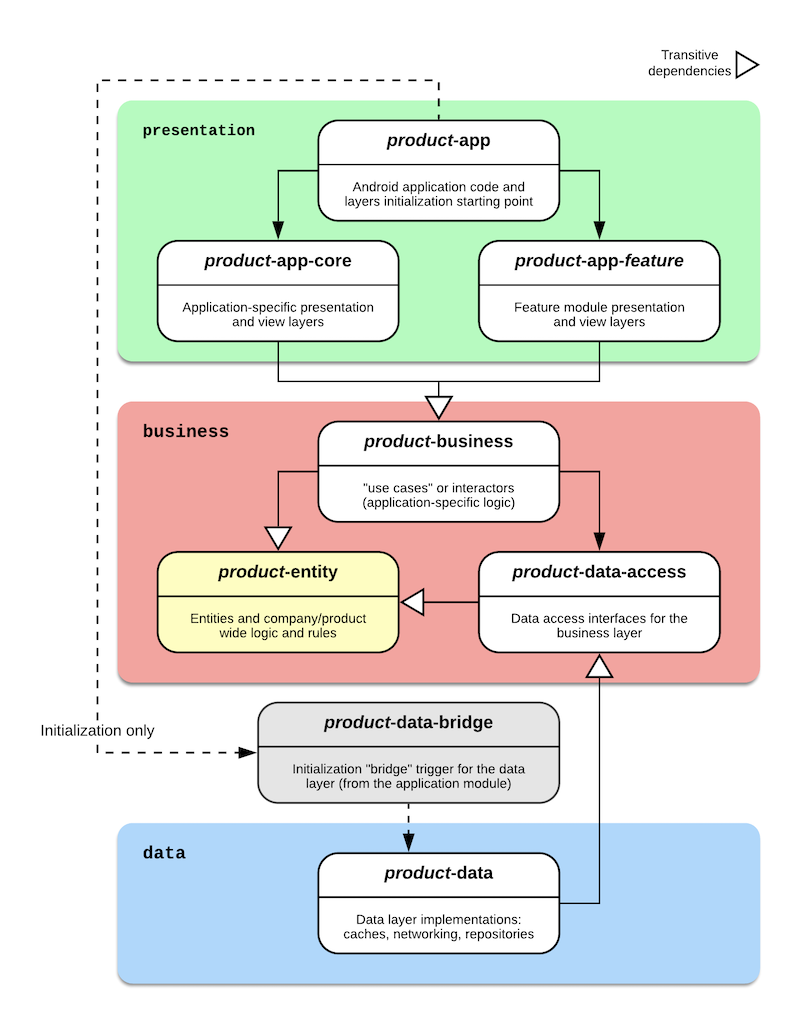 Transitive
dependencies
presentation
product-app
Android application code and
layers initialization starting point
product-app-core
Application-specific presentation
and view layers
product-app-feature
Feature module presentation
and view layers
business
product-business
"use cases" or interactors
(application-specific logic)
product-entity
Entities and company/product
wide logic and rules
product-data-access
Data access interfaces for the
business layer
Initialization only
product-data-bridge
Initialization "bridge" trigger for the data
layer (from the application module)
data
product-data
Data layer implementations:
caches, networking, repositories